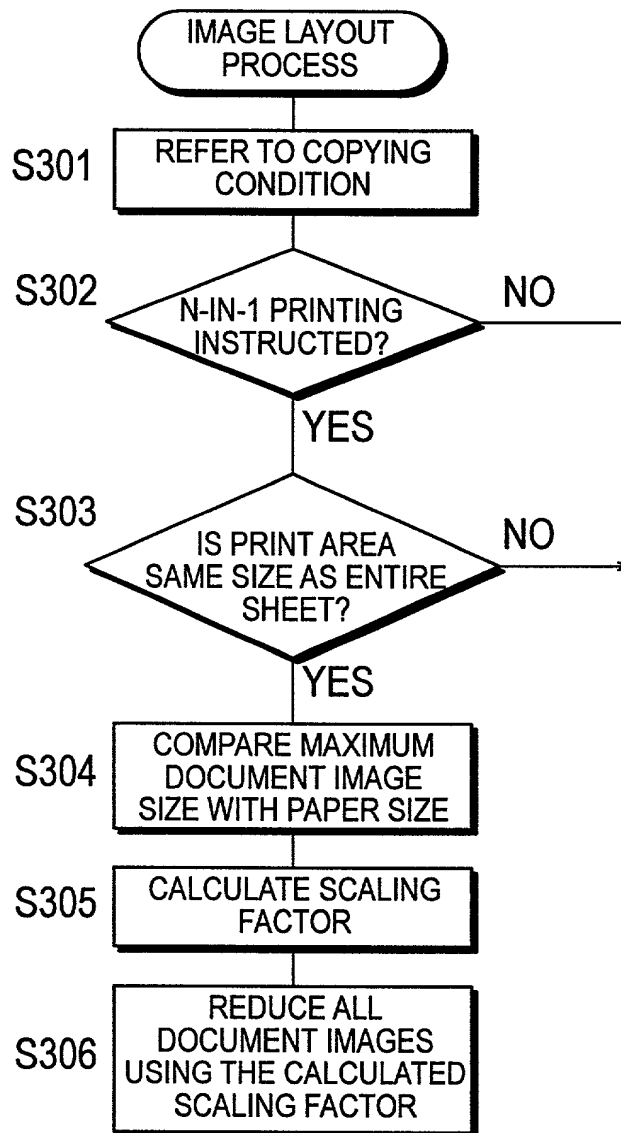 IMAGE LAYOUT
PROCESS
S301
REFER TO COPYING
CONDITION
S302
N-IN-1 PRINTING
INSTRUCTED?
NO
YES
S303
IS PRINT AREA
SAME SIZE AS ENTIRE
SHEET?
NO
YES
S304
COMPARE MAXIMUM
DOCUMENT IMAGE
SIZE WITH PAPER SIZE
S305
CALCULATE SCALING
FACTOR
S306
REDUCE ALL
DOCUMENT IMAGES
USING THE CALCULATED
SCALING FACTOR